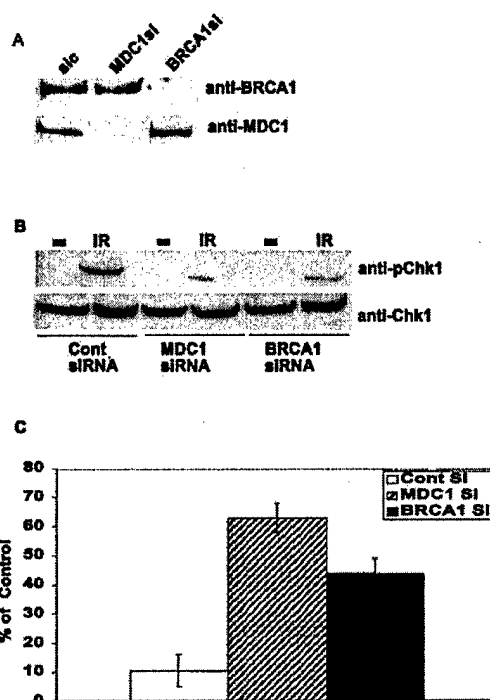 A
sic MDC1si BRCA1si
anti-BRCA1
anti-MDC1
B
- IR - IR - IR
anti-pChk1
anti-Chk1
Cont MDC1 BRCA1
siRNA siRNA siRNA
C
80
70
60
50
40
30
20
10
0
% of Control
Cont Si
MDC1 Si
BRCA1 Si